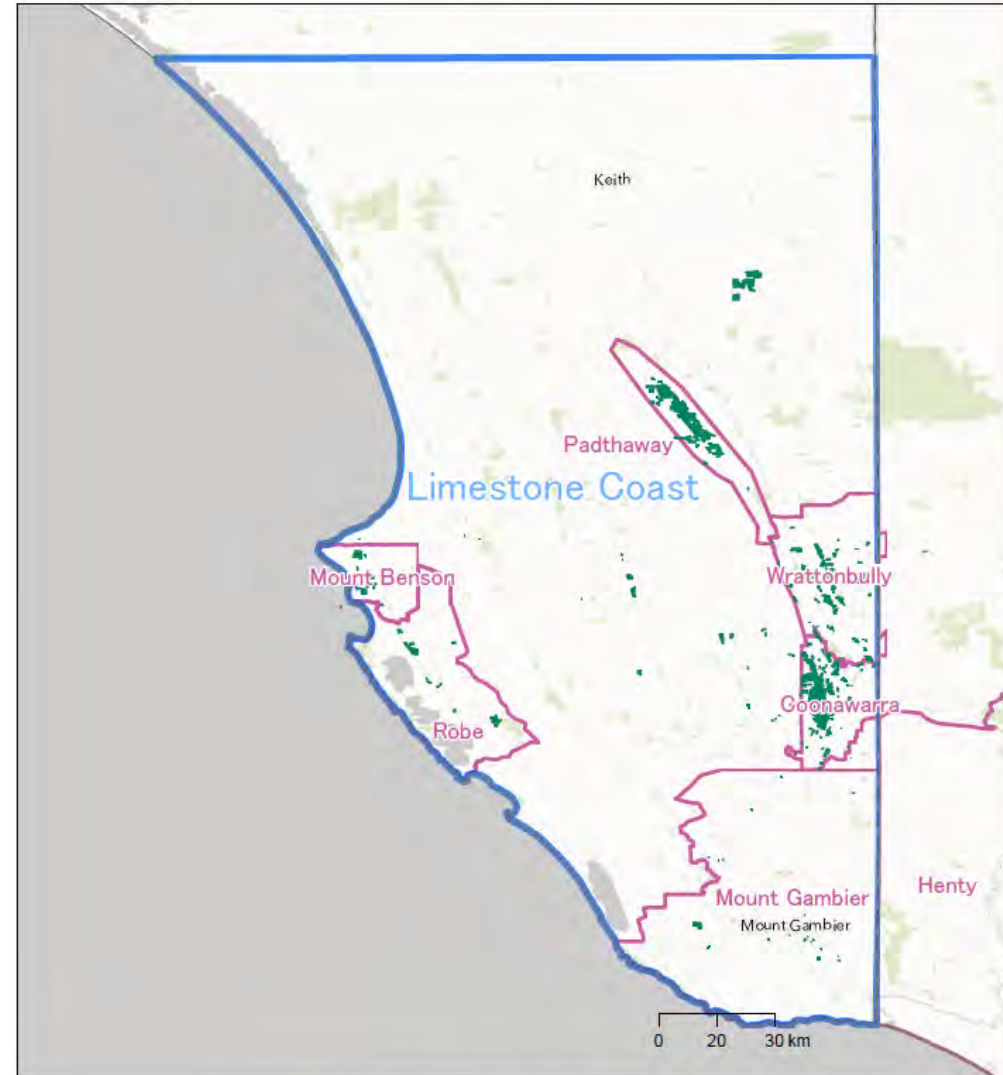 Keith
Padthaway
Limestone Coast
Mount Benson
Wrattonbully
Coonawarra
Robe
Mount Gambier
Henty
Mount Gambier
0 20 30 km